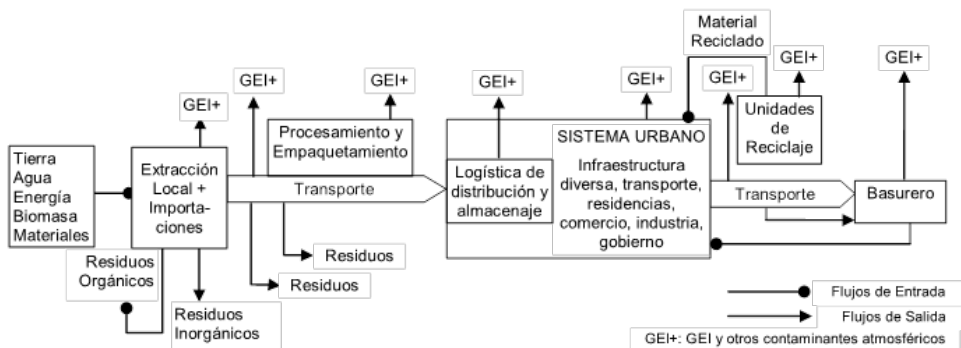 Material
Reciclado
GEI+
GEI+
GEI+
GEI+
GEI+
GEI+
GEI+
GEI+
GEI+
Tierra
Agua
Energía
Biomasa
Materiales
Extracción
Local +
Importa-
ciones
Procesamiento y
Empaquetamiento
Transporte
Logística de
distribución y
almacenaje
SISTEMA URBANO
Infraestructura
diversa, transporte,
residencias,
comercio, industria,
gobierno
Unidades
de
Reciclaje
Transporte
Basurero
Residuos
Orgánicos
Residuos
Inorgánicos
Residuos
Residuos
Flujos de Entrada
Flujos de Salida
GEI+: GEI y otros contaminantes atmosféricos